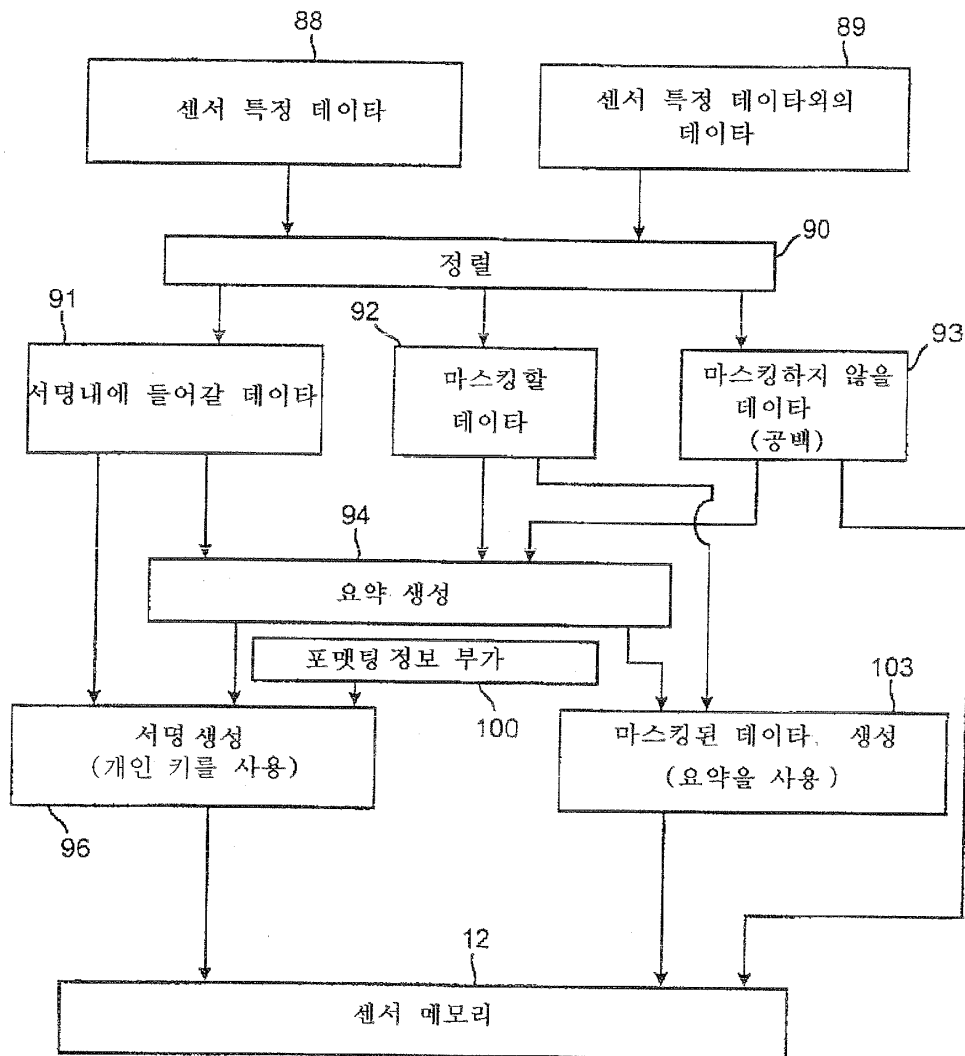 88
89
센서 특징 데이타
센서 특정 데이타외의
데이타
90
정렬
91
92
93
서명내에 들어갈 데이타
마스킹할
데이타
마스킹하지 않을
데이타
(공백)
94
요약 생성
포맷팅 정보 부가
100
103
서명 생성
(개인 키를 사용)
마스킹된 데이타 생성
(요약을 사용)
96
12
센서 메모리